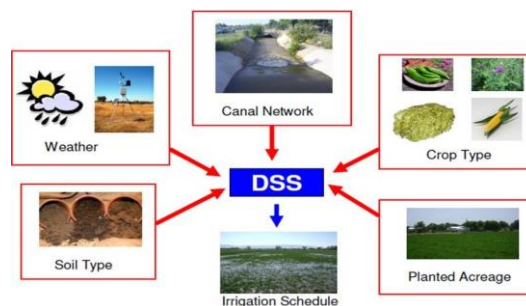 Canal Network
Weather
Crop Type
DSS
Soil Type
Planted Acreage
Irrigation Schedule